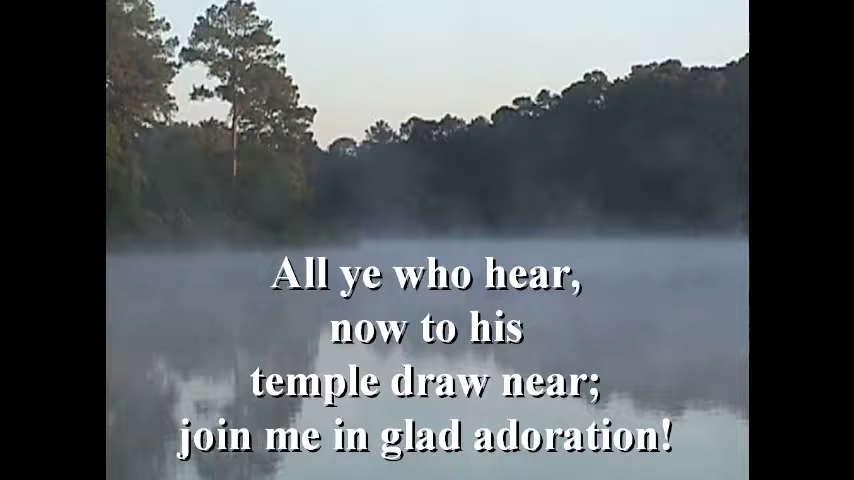 All ye who hear,
now to his
temple draw near;
join me in glad adoration!